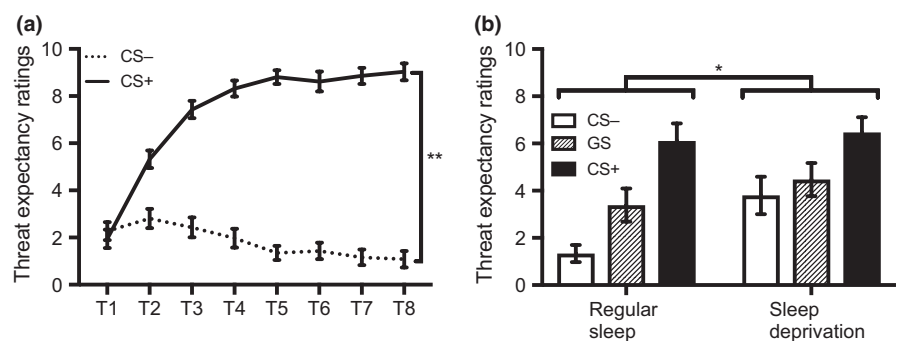 (a)
Threat expectancy ratings
10
8
6
4
2
0
CS–
CS+
**
T1 T2 T3 T4 T5 T6 T7 T8
(b)
Threat expectancy ratings
10
8
6
4
2
0
*
CS–
GS
CS+
Regular
sleep
Sleep
deprivation